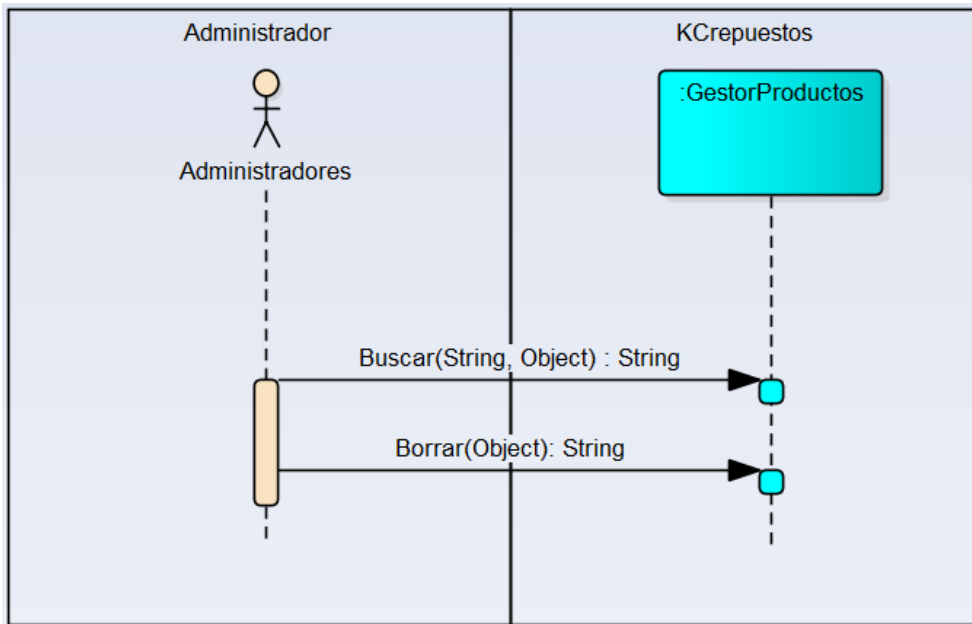 Administrador
KCrepuestos
:GestorProductos
Administradores
Buscar(String, Object) : String
Borrar(Object): String